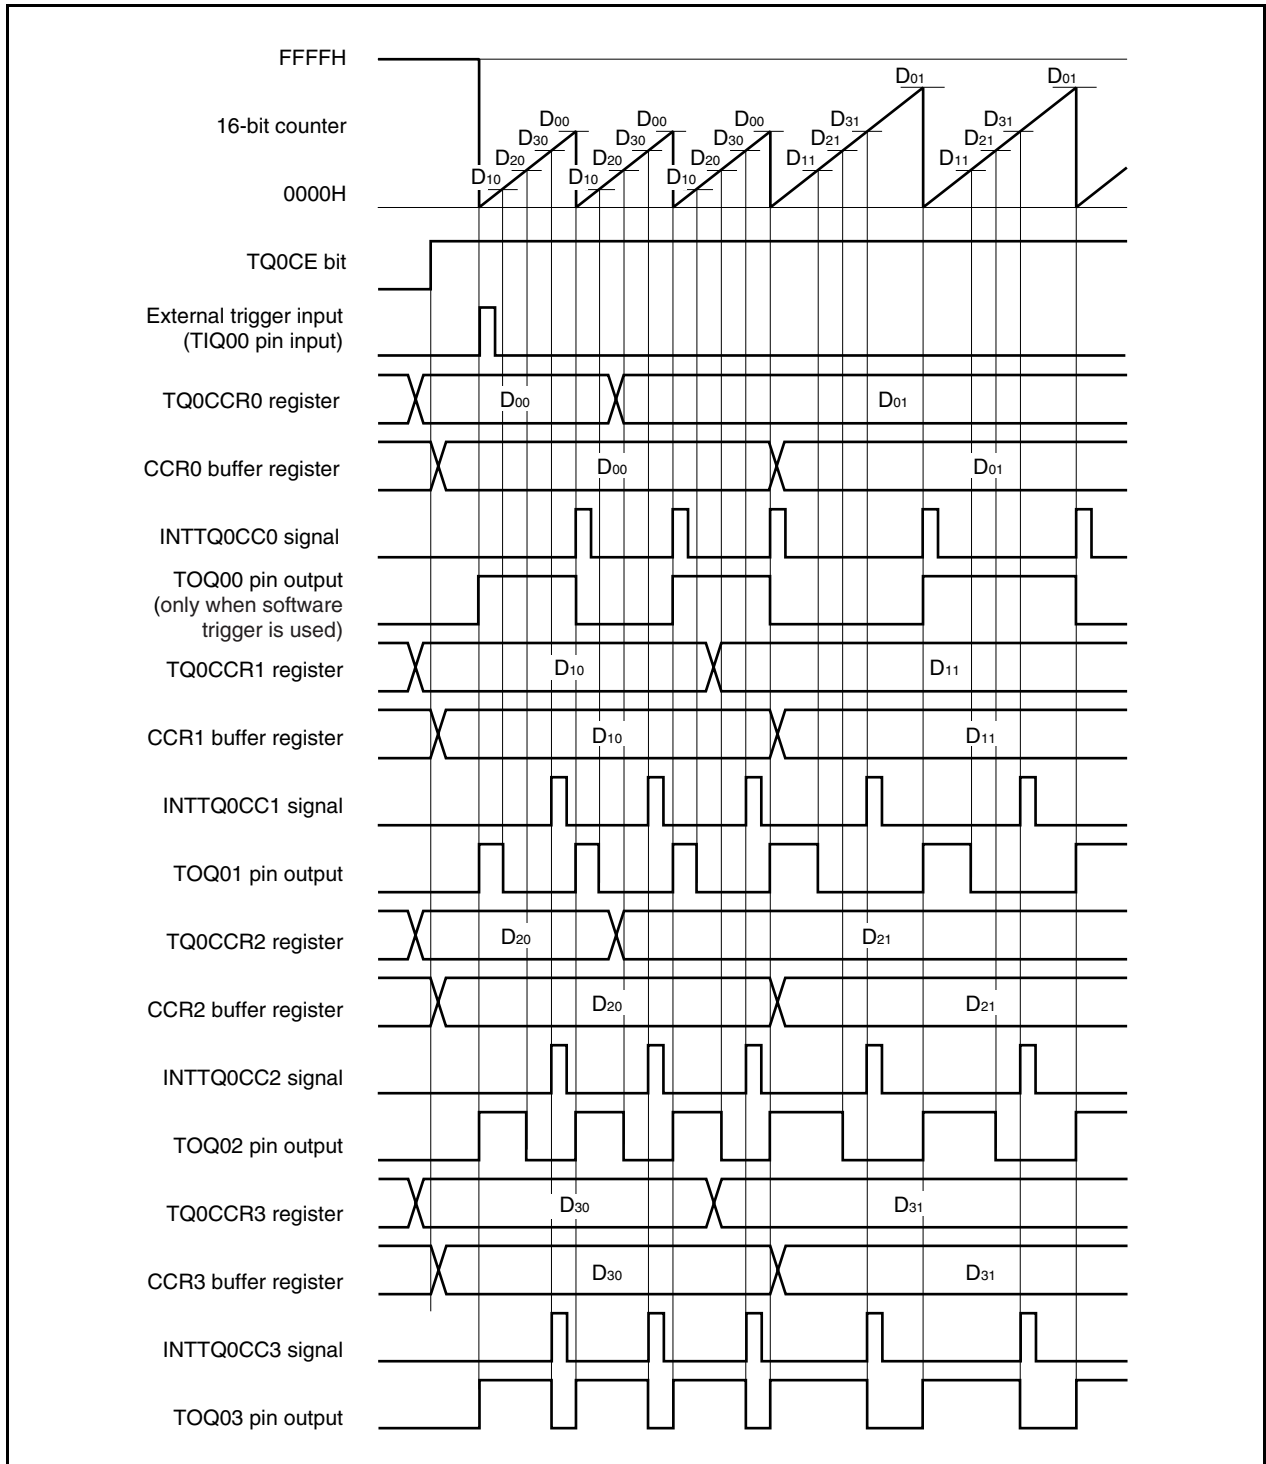 FFFFH
D01 D01
16-bit counter
D00 D00 D00 D31 D31
D30 D30 D30 D21 D21
D20 D20 D20 D11 D11
D10 D10 D10
0000H
TQ0CE bit
External trigger input
(TIQ00 pin input)
TQ0CCR0 register D00 D01
CCR0 buffer register D00 D01
INTTQ0CC0 signal
TOQ00 pin output
(only when software
trigger is used)
TQ0CCR1 register D10 D11
CCR1 buffer register D10 D11
INTTQ0CC1 signal
TOQ01 pin output
TQ0CCR2 register D20 D21
CCR2 buffer register D20 D21
INTTQ0CC2 signal
TOQ02 pin output
TQ0CCR3 register D30 D31
CCR3 buffer register D30 D31
INTTQ0CC3 signal
TOQ03 pin output